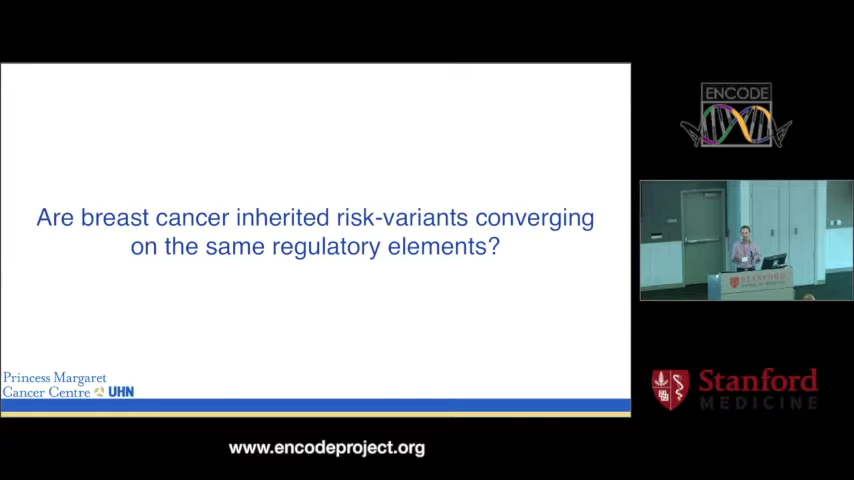 Are breast cancer inherited risk-variants converging
on the same regulatory elements?
Princess Margaret
Cancer Centre UHN
ENCODE
STANFORD
Stanford
MEDICINE
www.encodeproject.org